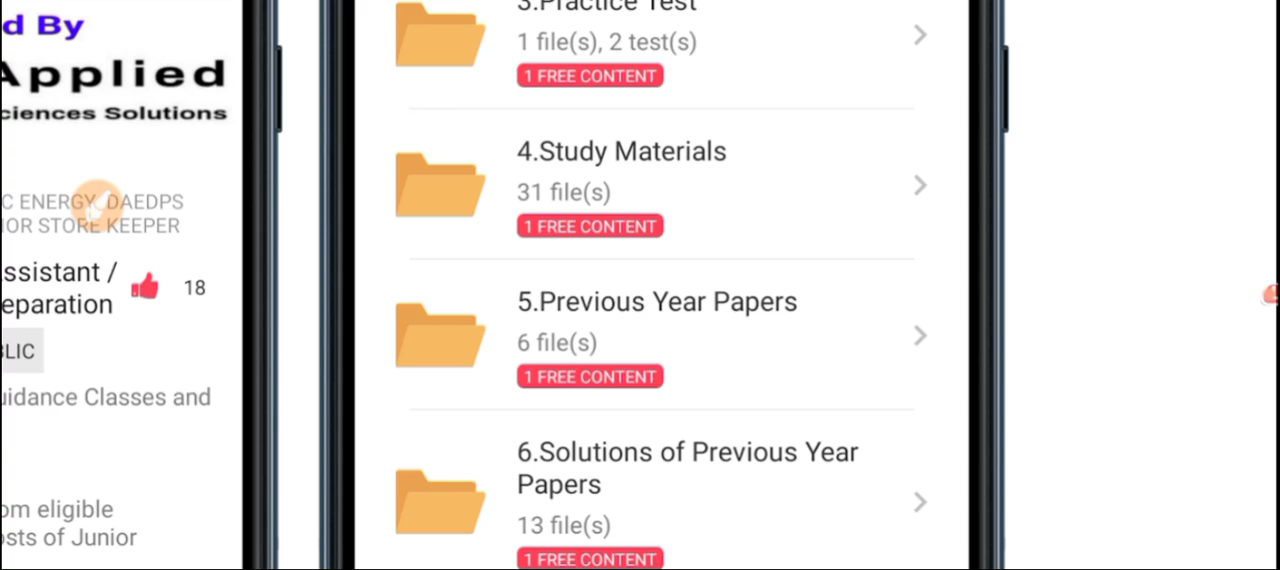 d By
Applied
ciences Solutions
C ENERGY, DAEDPS
IOR STORE KEEPER
ssistant /
eparation
18
BLIC
uidance Classes and
om eligible
osts of Junior
3.Practice Test
1 file(s), 2 test(s)
1 FREE CONTENT
4.Study Materials
31 file(s)
1 FREE CONTENT
5.Previous Year Papers
6 file(s)
1 FREE CONTENT
6.Solutions of Previous Year
Papers
13 file(s)
1 FREE CONTENT